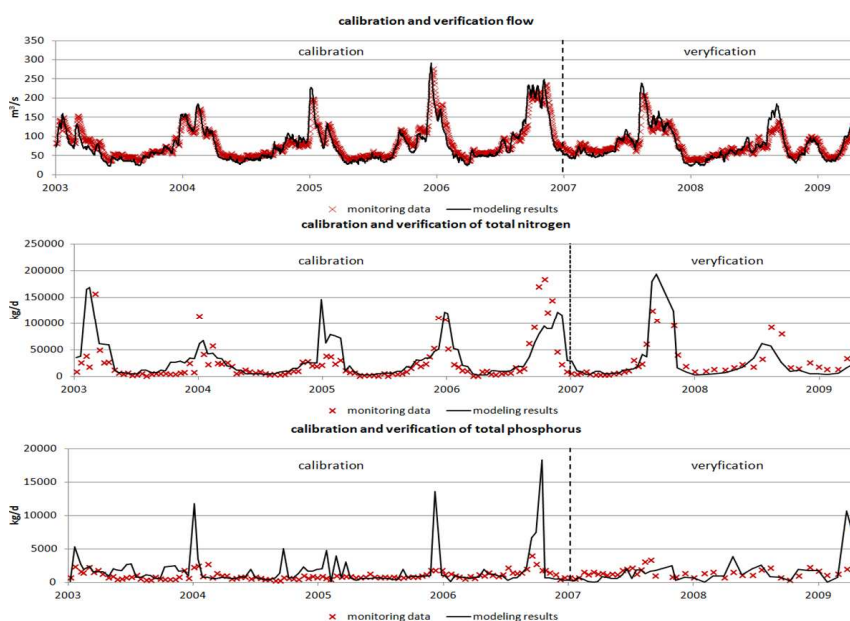 calibration and verification flow
350
300
250
200
150
100
50
0
m³/s
calibration
veryfication
2003 2004 2005 2006 2007 2008 2009
monitoring data modeling results
calibration and verification of total nitrogen
250000
200000
150000
100000
50000
0
kg/d
calibration
veryfication
2003 2004 2005 2006 2007 2008 2009
monitoring data modeling results
calibration and verification of total phosphorus
20000
15000
10000
5000
0
kg/d
calibration
veryfication
2003 2004 2005 2006 2007 2008 2009
monitoring data modeling results